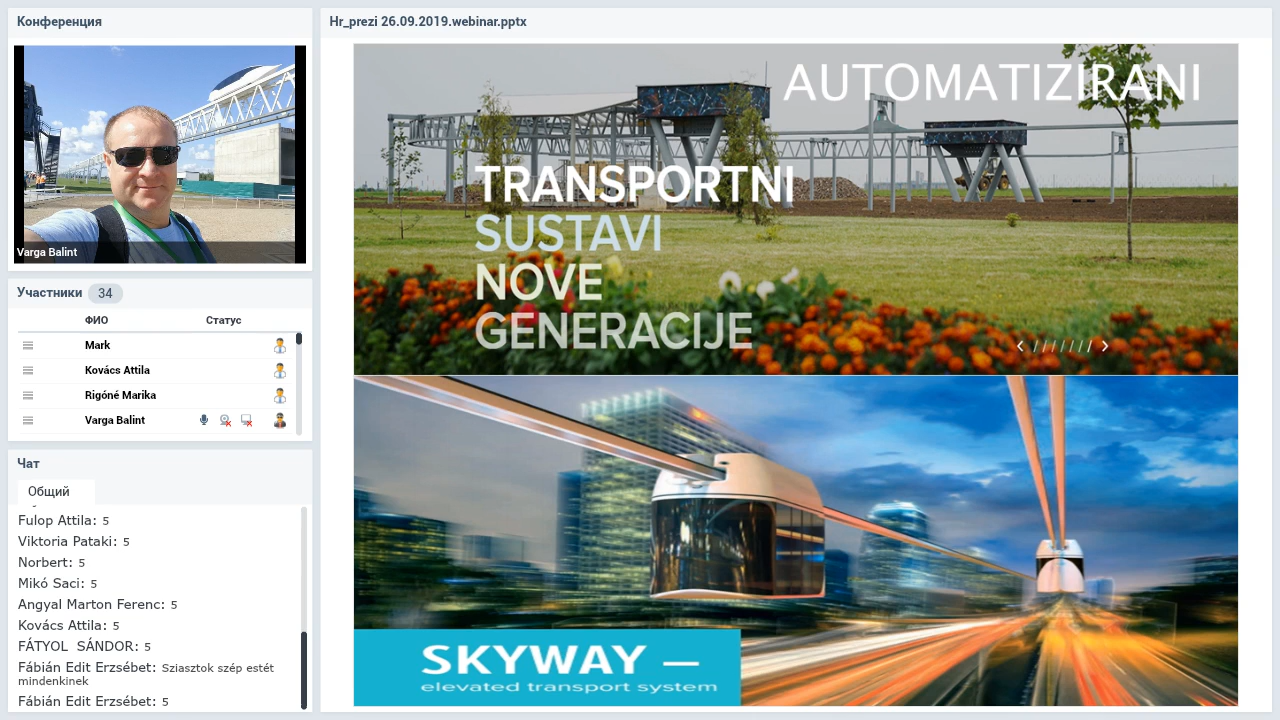 Конференция
Varga Balint
Участники 34
ФИО Статус
Mark
Kovács Attila
Rigóné Marika
Varga Balint
Чат
Общий
Fulop Attila: 5
Viktoria Pataki: 5
Norbert: 5
Mikó Saci: 5
Angyal Marton Ferenc: 5
Kovács Attila: 5
FÁTYOL SÁNDOR: 5
Fábián Edit Erzsébet: Sziasztok szép estét
mindenkinek
Fábián Edit Erzsébet: 5
Hr_prezi 26.09.2019.webinar.pptx
AUTOMATIZIRANI
TRANSPORTNI
SUSTAVI
NOVE
GENERACIJE
‹ /////// ›
SKYWAY —
elevated transport system